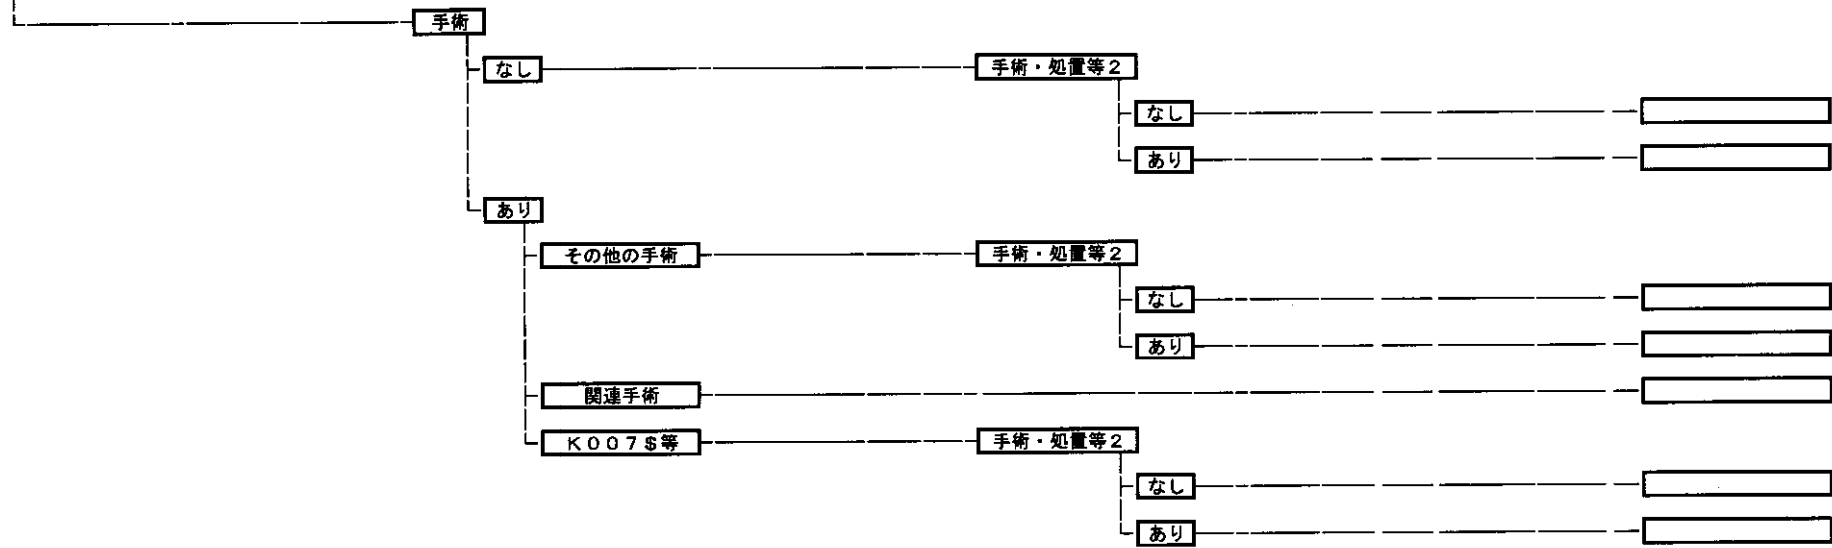 手術
なし
手術・処置等2
なし
あり
あり
その他の手術
手術・処置等2
なし
あり
関連手術
K007$等
手術・処置等2
なし
あり